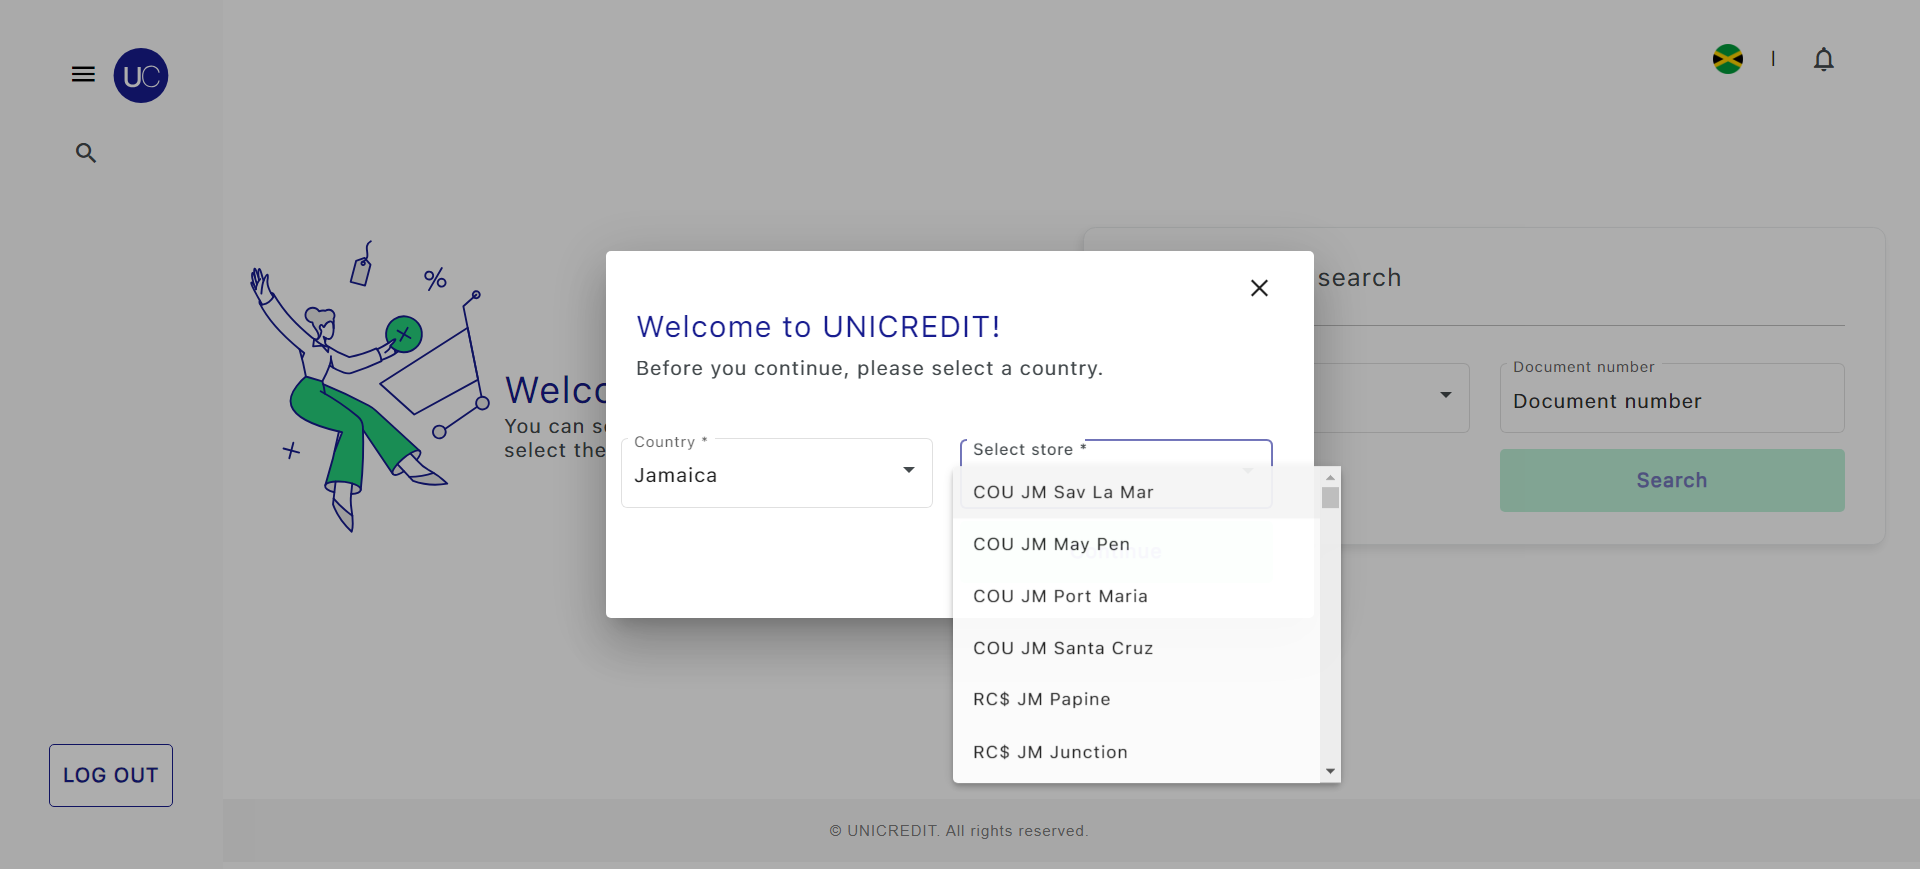 UC
search
Welcome to UNICREDIT!
Before you continue, please select a country.
Document number
Document number
Welco
You can s
select the
Country *
Jamaica
Select store *
Search
COU JM Sav La Mar
COU JM May Pen
COU JM Port Maria
COU JM Santa Cruz
RC$ JM Papine
RC$ JM Junction
LOG OUT
© UNICREDIT. All rights reserved.